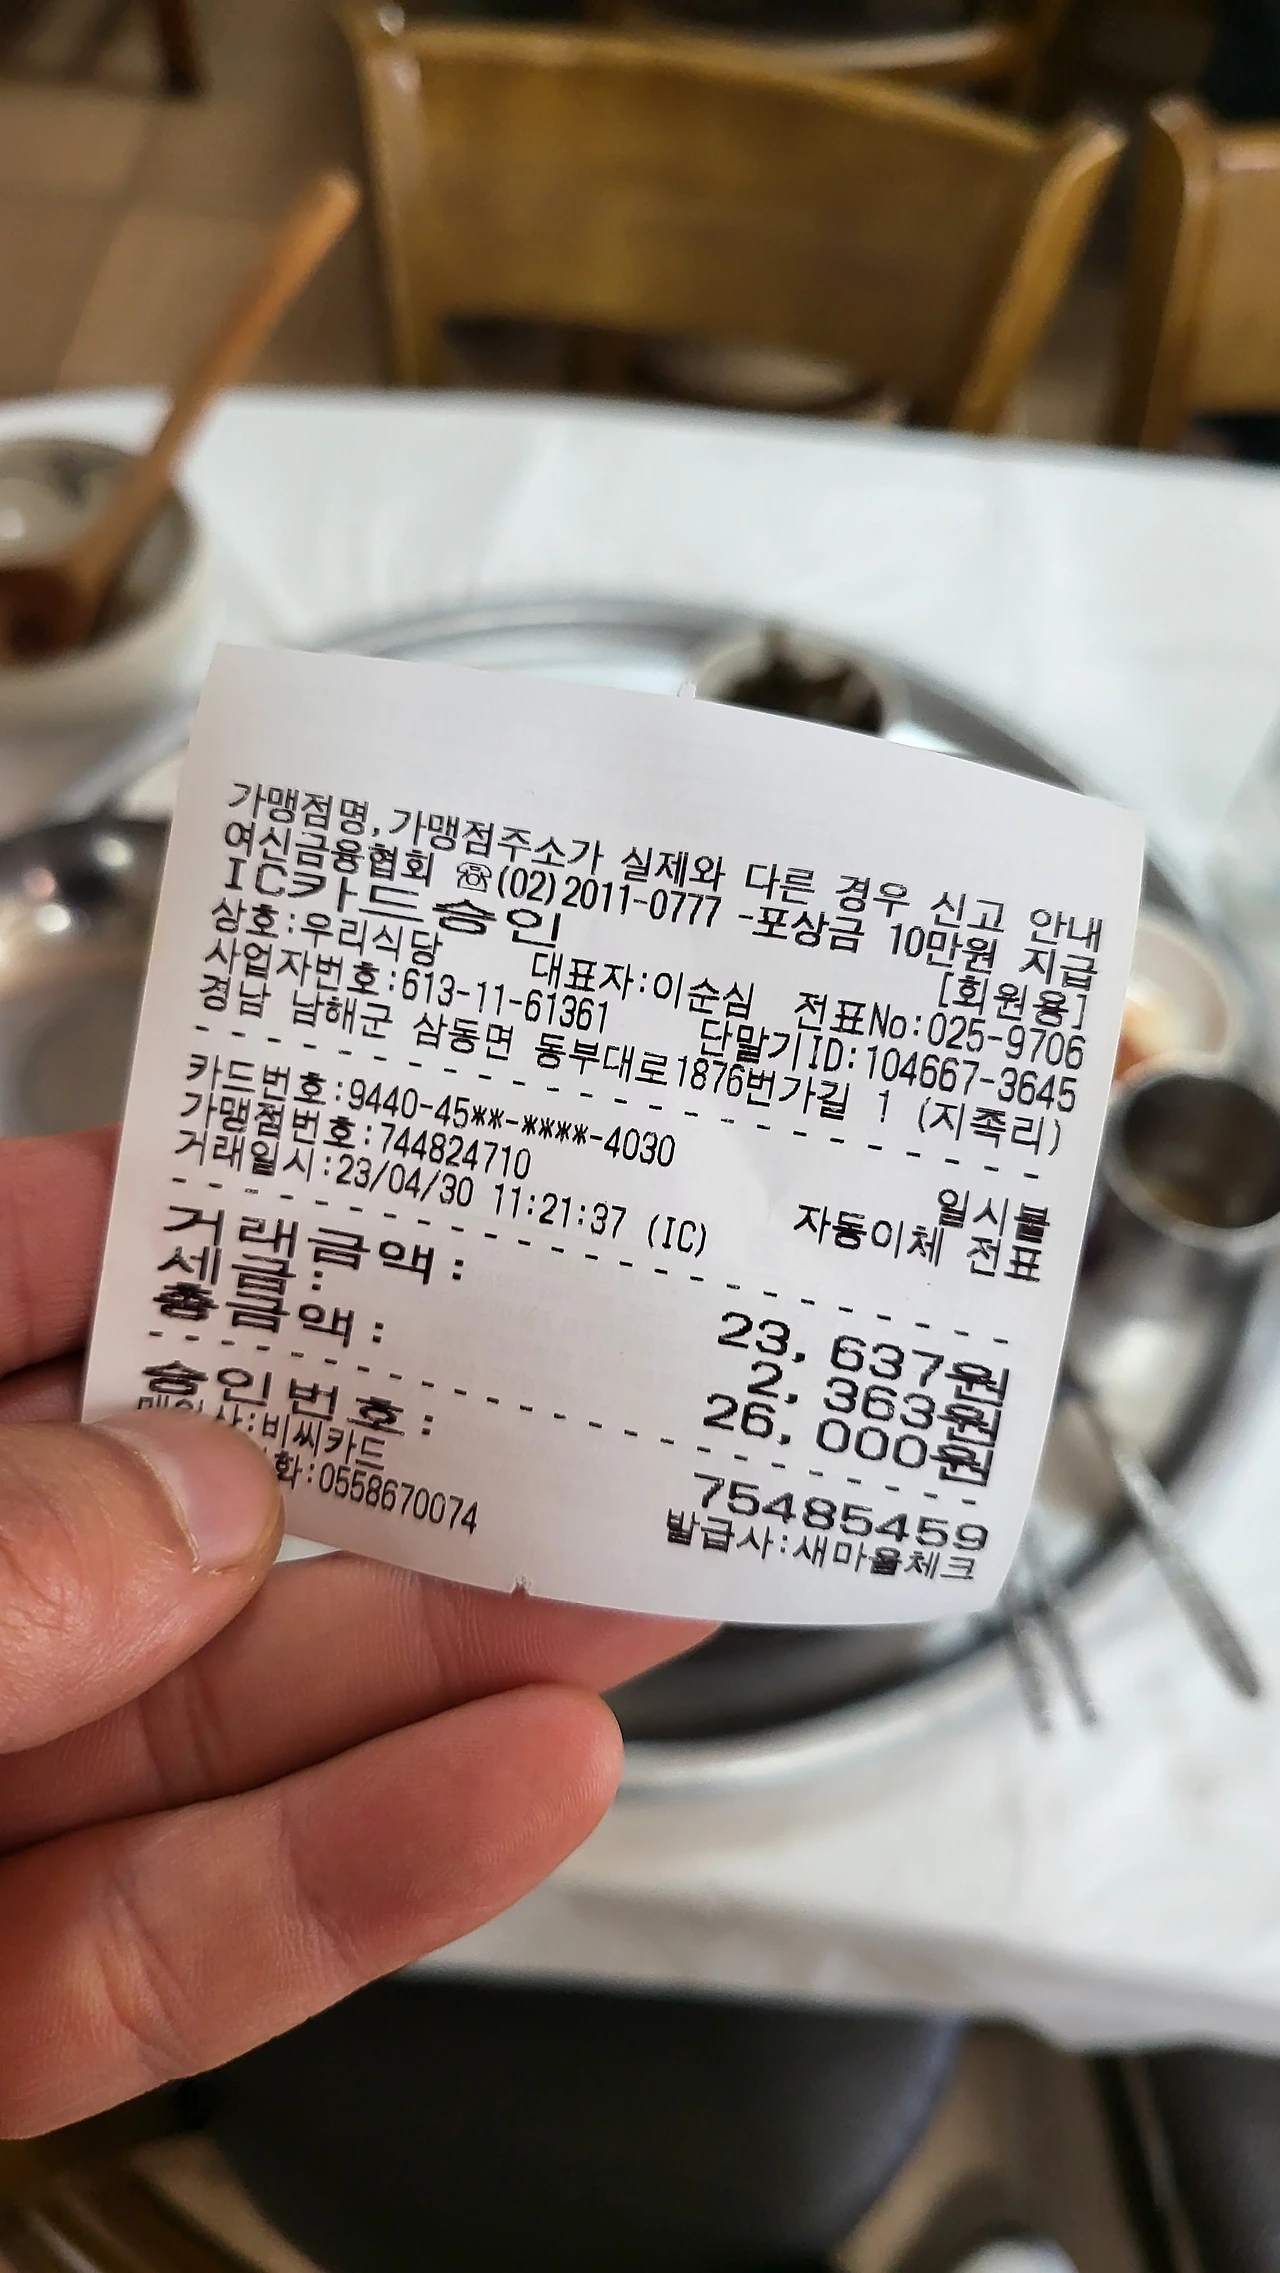 가맹점명,가맹점주소가 실제와 다른 경우 신고 안내
여신금융협회 ☏(02)2011-0777 -포상금 10만원 지급
IC카드승인 [회원용]
상호:우리식당 대표자:이순심 전표No:025-9706
사업자번호:613-11-61361 단말기ID:104667-3645
경남 남해군 삼동면 동부대로1876번가길 1 (지족리)
카드번호:9440-45**-****-4030 일시불
가맹점번호:744824710 자동이체 전표
거래일시:23/04/30 11:21:37 (IC)
거래금액: 23,637원
세금: 2,363원
총금액: 26,000원
승인번호: 75485459
비씨카드 발급사:새마을체크
:0558670074